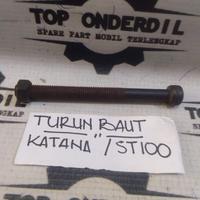 TOP ONDERDIL
SPARE PART MOBIL TERLENGKAP
TURUN BAUT
KATANA"/ST100